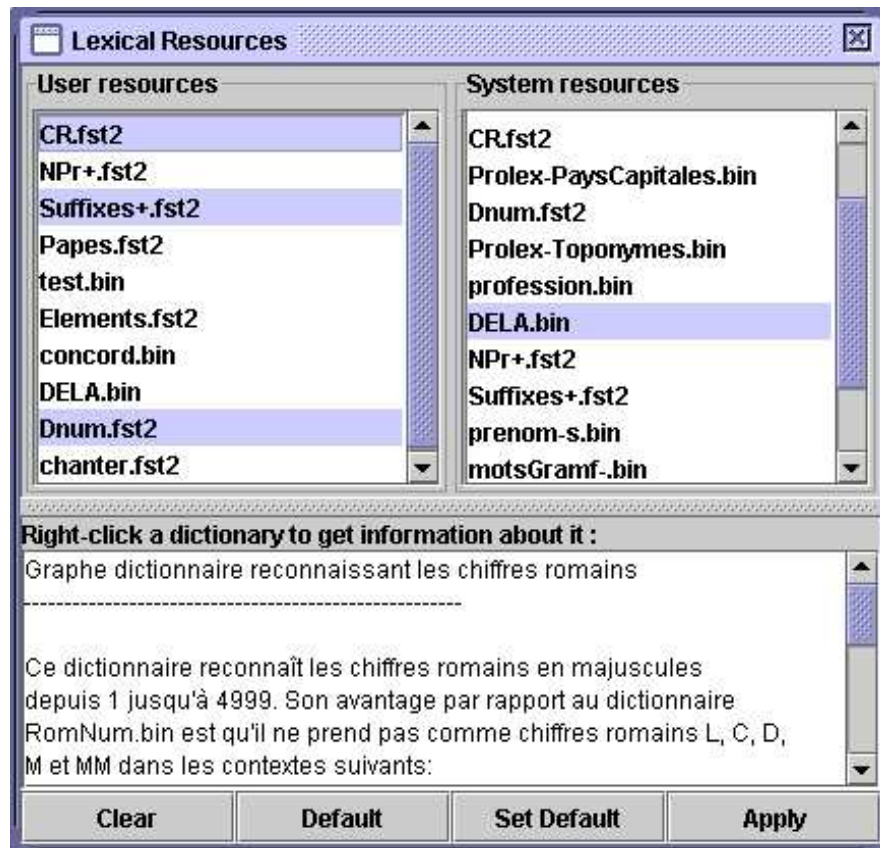 Lexical Resources
User resources
CR.fst2
NPr+.fst2
Suffixes+.fst2
Papes.fst2
test.bin
Elements.fst2
concord.bin
DELA.bin
Dnum.fst2
chanter.fst2
System resources
CR.fst2
Prolex-PaysCapitales.bin
Dnum.fst2
Prolex-Toponymes.bin
profession.bin
DELA.bin
NPr+.fst2
Suffixes+.fst2
prenom-s.bin
motsGramf-.bin
Right-click a dictionary to get information about it :
Graphe dictionnaire reconnaissant les chiffres romains
--------------------------------------------------
Ce dictionnaire reconnaît les chiffres romains en majuscules
depuis 1 jusqu'à 4999. Son avantage par rapport au dictionnaire
RomNum.bin est qu'il ne prend pas comme chiffres romains L, C, D,
M et MM dans les contextes suivants:
Clear Default Set Default Apply